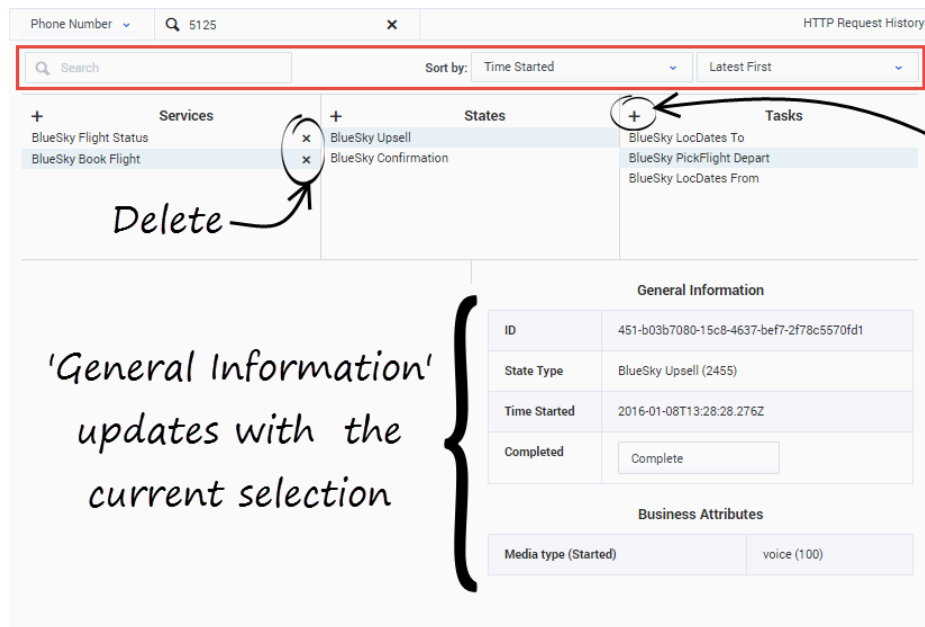 Phone Number 5125 × HTTP Request History
Search Sort by: Time Started Latest First
+ Services + States + Tasks
BlueSky Flight Status × BlueSky Upsell BlueSky LocDates To
BlueSky Book Flight × BlueSky Confirmation BlueSky PickFlight Depart
BlueSky LocDates From
Delete
General Information
ID 451-b03b7080-15c8-4637-bef7-2f78c5570fd1
'General Information'
State Type BlueSky Upsell (2455)
updates with the
Time Started 2016-01-08T13:28:28.276Z
current selection
Completed Complete
Business Attributes
Media type (Started) voice (100)